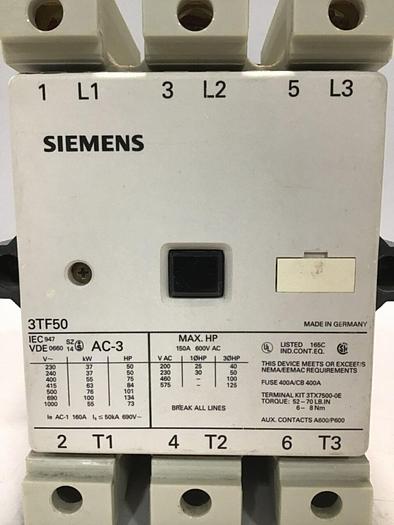 1 L1 3 L2 5 L3
SIEMENS
3TF50
MADE IN GERMANY
IEC 947
VDE 0660 SZ 14 AC-3
V~ kW HP
230 37 50
240 37 50
400 55 75
415 63 84
500 76 101
690 100 134
1000 55 73
Ie AC-1 160A Iq ≤ 50kA 690V~
MAX. HP
150A 600V AC
V AC 1ØHP 3ØHP
200 25 40
230 30 50
460 – 100
575 – 125
BREAK ALL LINES
UL LISTED 165C
IND.CONT.EQ.
THIS DEVICE MEETS OR EXCEEDS
NEMA/EEMAC REQUIREMENTS
FUSE 400A/CB 400A
TERMINAL KIT 3TX7500-0E
TORQUE: 52–70 LB.IN
6– 8Nm
AUX. CONTACTS A600/P600
2 T1 4 T2 6 T3